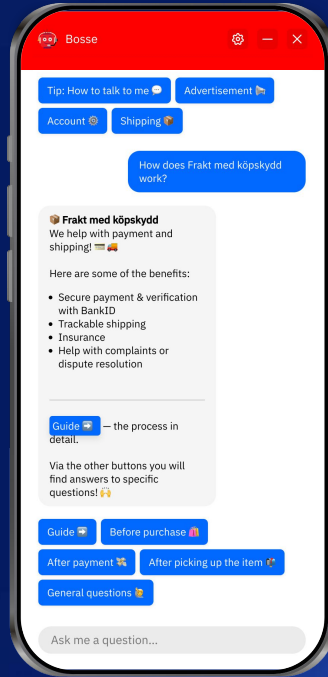 Bosse
Tip: How to talk to me 💬
Advertisement
Account
Shipping 📦
How does Frakt med köpskydd
work?
📦 Frakt med köpskydd
We help with payment and
shipping! 💳 🚚
Here are some of the benefits:
• Secure payment & verification
with BankID
• Trackable shipping
• Insurance
• Help with complaints or
dispute resolution
Guide ➡️ — the process in
detail.
Via the other buttons you will
find answers to specific
questions! 🙌
Guide ➡️
Before purchase 🛍️
After payment 💸
After picking up the item
General questions 🙋
Ask me a question...